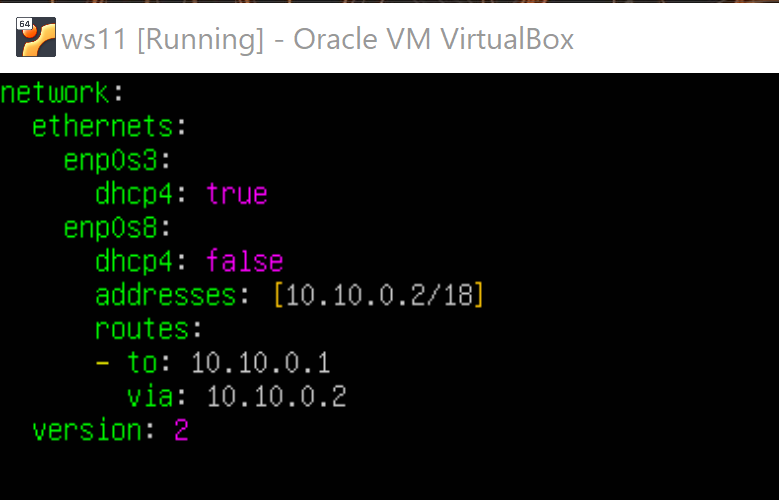 64
ws11 [Running] - Oracle VM VirtualBox
network:
  ethernets:
    enp0s3:
      dhcp4: true
    enp0s8:
      dhcp4: false
      addresses: [10.10.0.2/18]
      routes:
      - to: 10.10.0.1
        via: 10.10.0.2
  version: 2